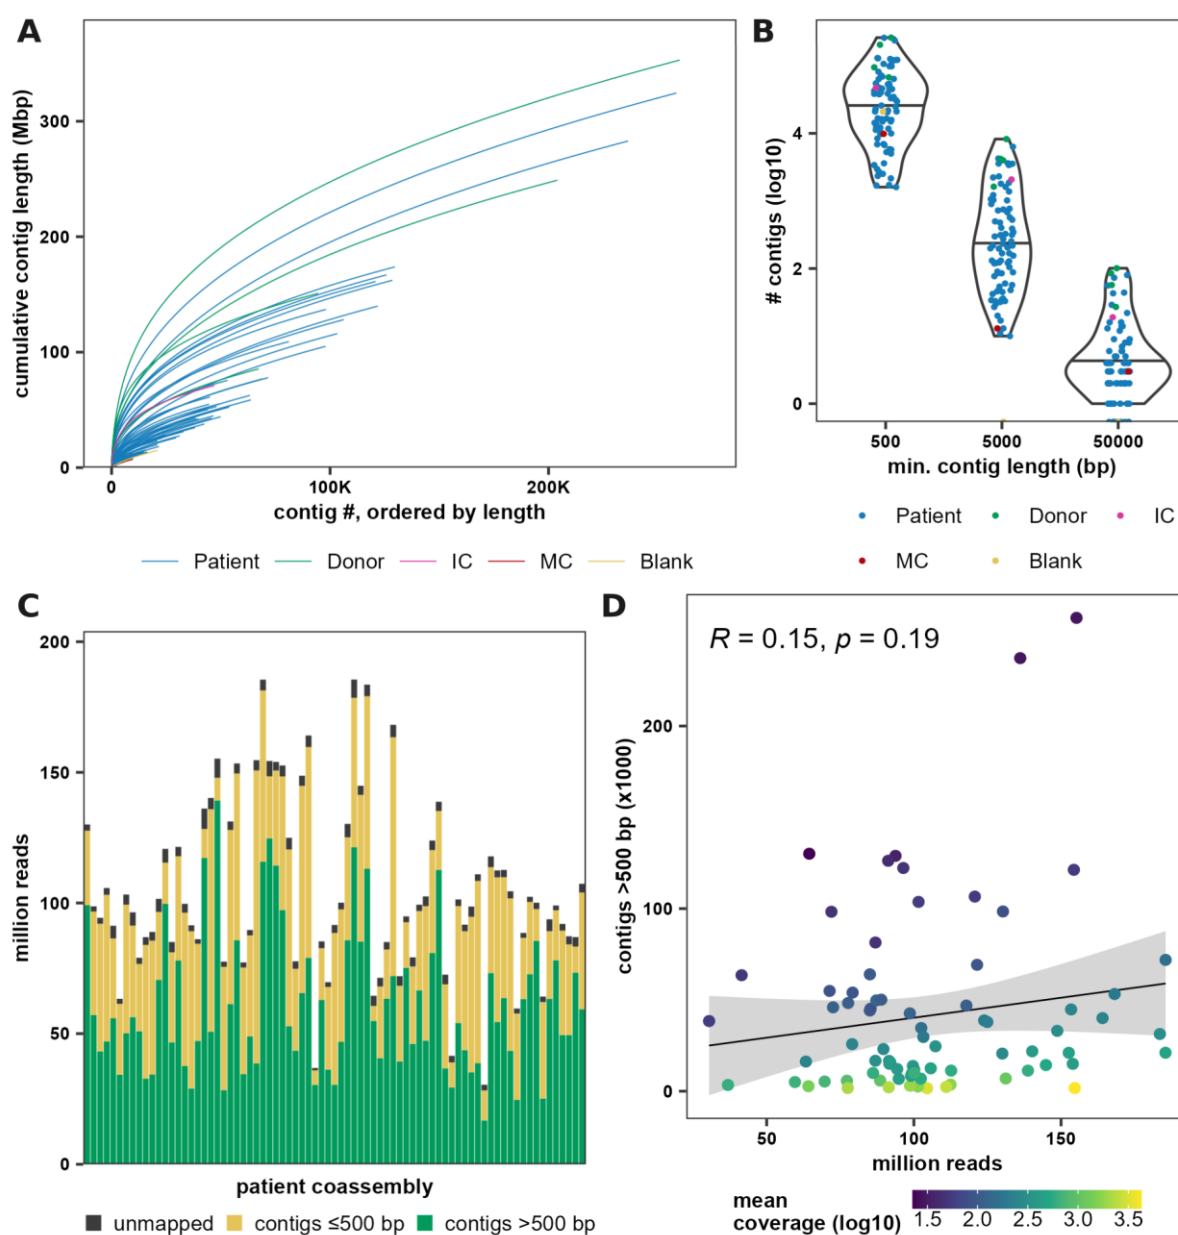 A
cumulative contig length (Mbp)
300
200
100
0
0
100K
200K
contig #, ordered by length
Patient
Donor
IC
MC
Blank
B
# contigs (log10)
4
2
0
500
5000
50000
min. contig length (bp)
Patient
Donor
IC
MC
Blank
C
million reads
200
150
100
50
0
patient coassembly
unmapped
contigs ≤500 bp
contigs >500 bp
D
R = 0.15, p = 0.19
contigs >500 bp (x1000)
200
100
0
50
100
150
million reads
mean
coverage (log10)
1.5 2.0 2.5 3.0 3.5